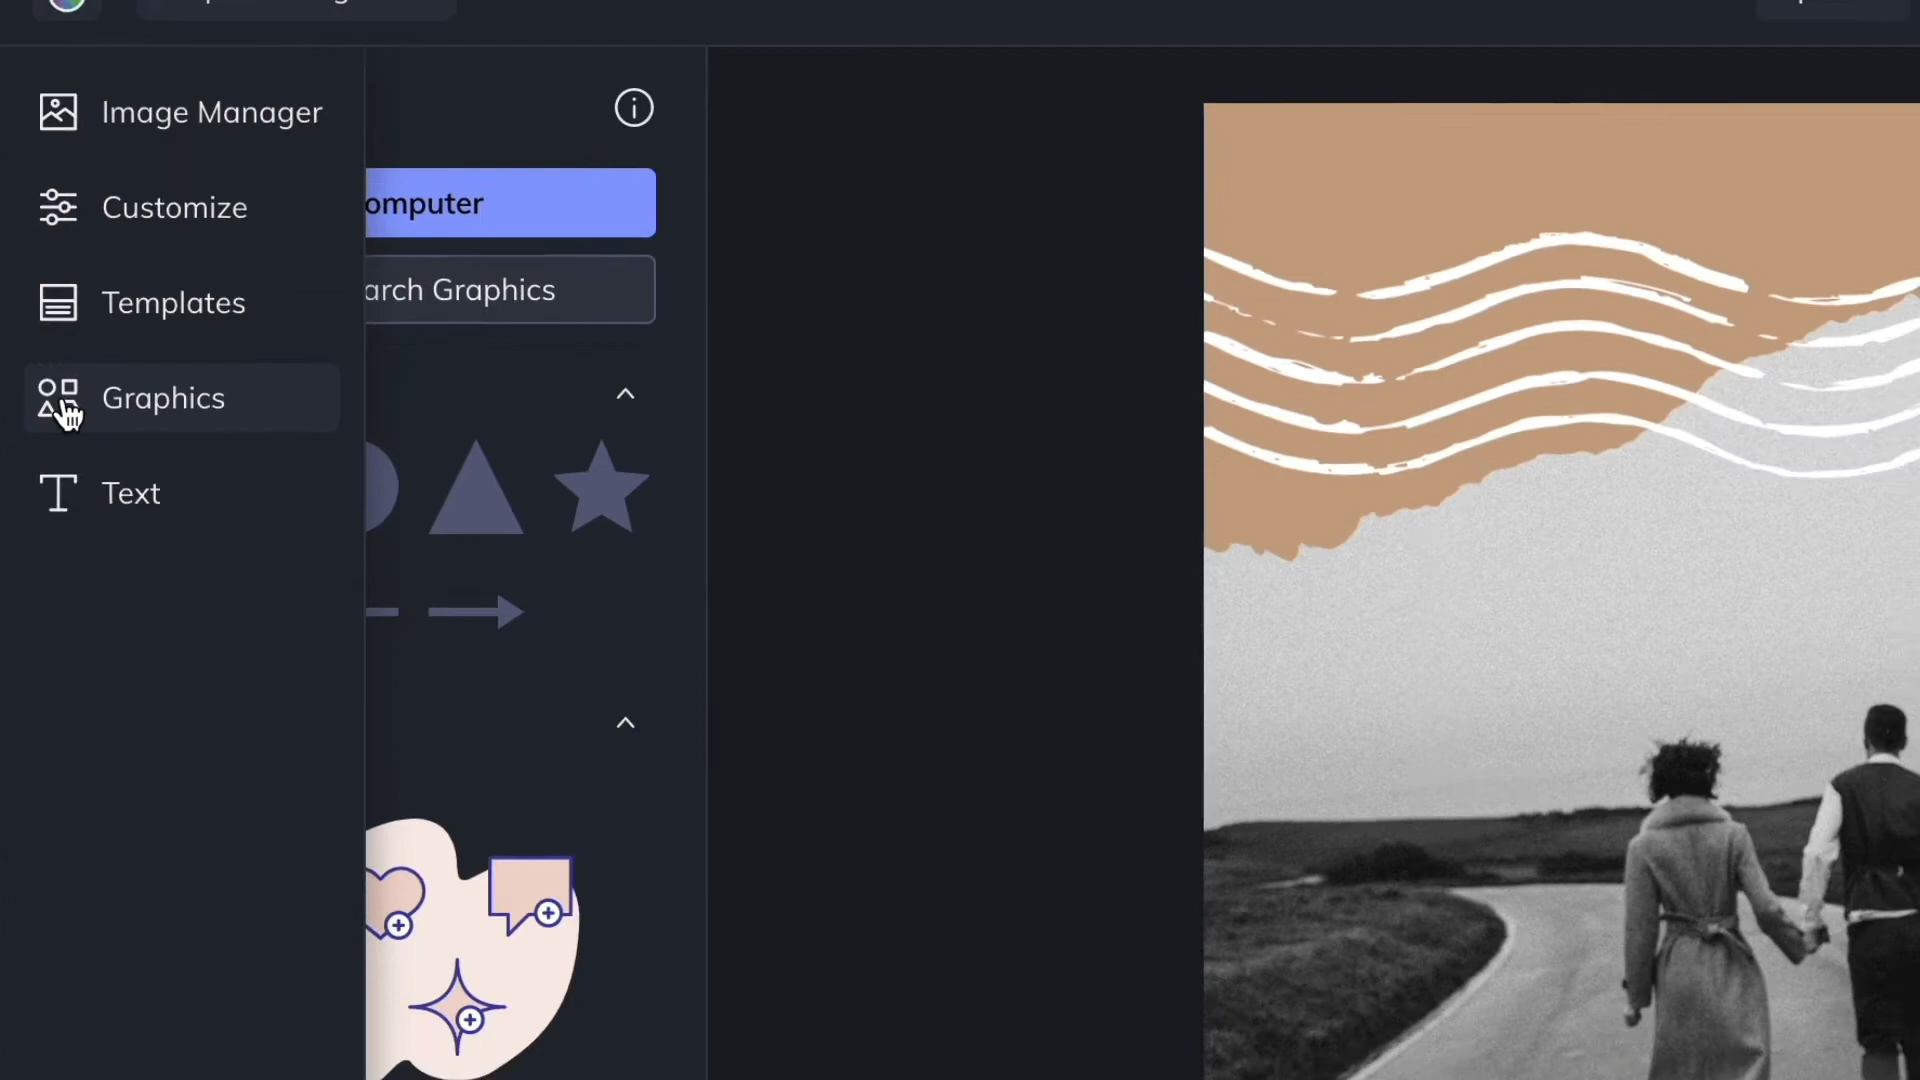 Image Manager
Customize
omputer
Templates
arch Graphics
Graphics
Text